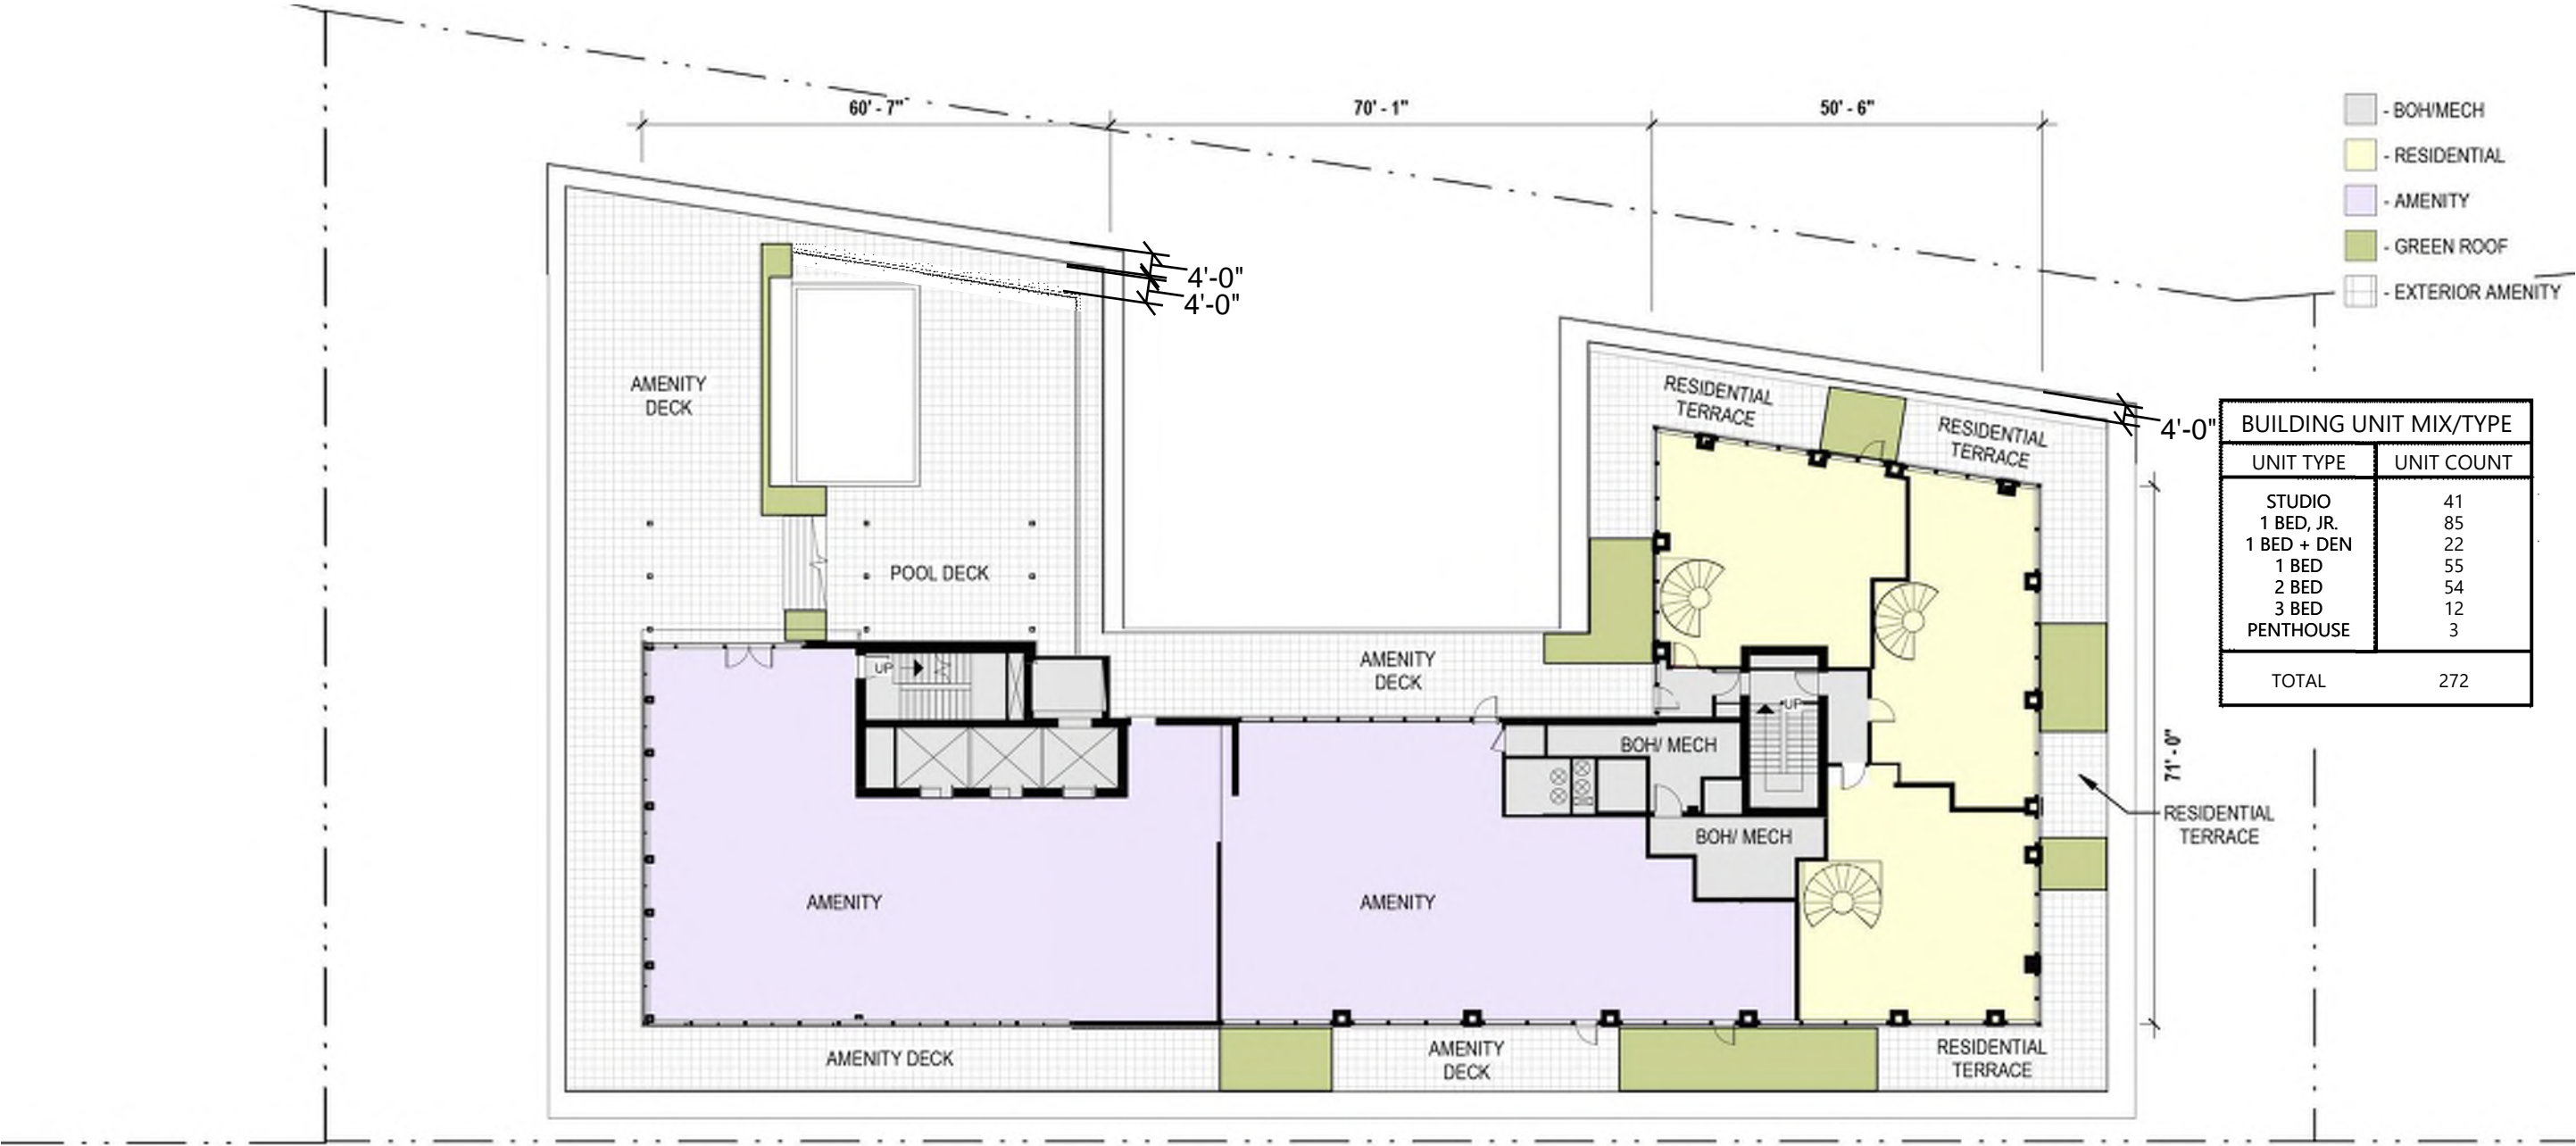 60' - 7"
70' - 1"
50' - 6"
- BOH/MECH
- RESIDENTIAL
- AMENITY
- GREEN ROOF
- EXTERIOR AMENITY
4'-0"
4'-0"
AMENITY
DECK
POOL DECK
RESIDENTIAL
TERRACE
RESIDENTIAL
TERRACE
4'-0"
BUILDING UNIT MIX/TYPE
UNIT TYPE UNIT COUNT
STUDIO 41
1 BED, JR. 85
1 BED + DEN 22
1 BED 55
2 BED 54
3 BED 12
PENTHOUSE 3
TOTAL 272
UP
AMENITY
DECK
UP
BOH/ MECH
BOH/ MECH
71' - 0"
RESIDENTIAL
TERRACE
AMENITY
AMENITY
AMENITY DECK
AMENITY
DECK
RESIDENTIAL
TERRACE